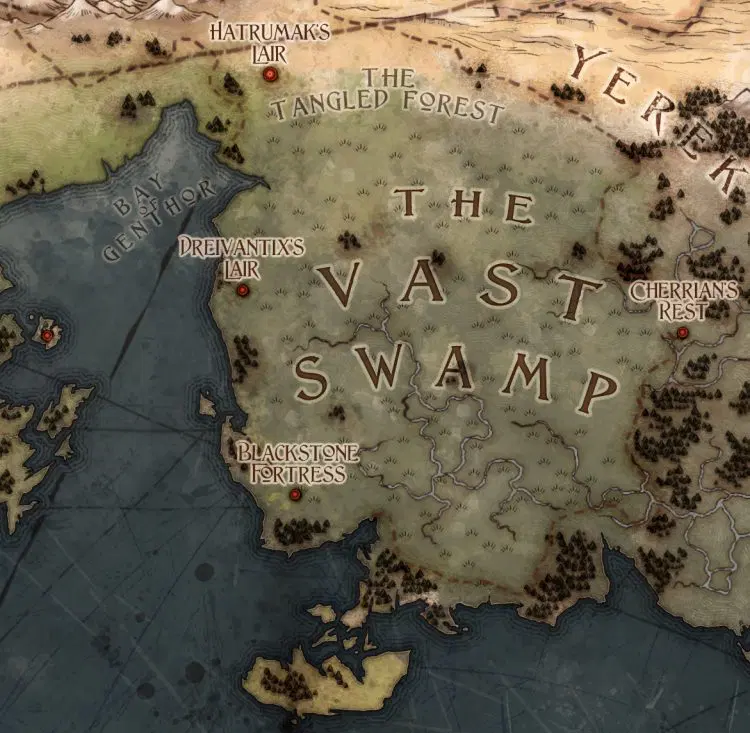 HATRUMAK'S
LAIR
THE
TANGLED FOREST
YEREK
BAY
OF
GENTHOR
THE
VAST
SWAMP
DREIVANTIX'S
LAIR
CHERRIAN'S
REST
BLACKSTONE
FORTRESS